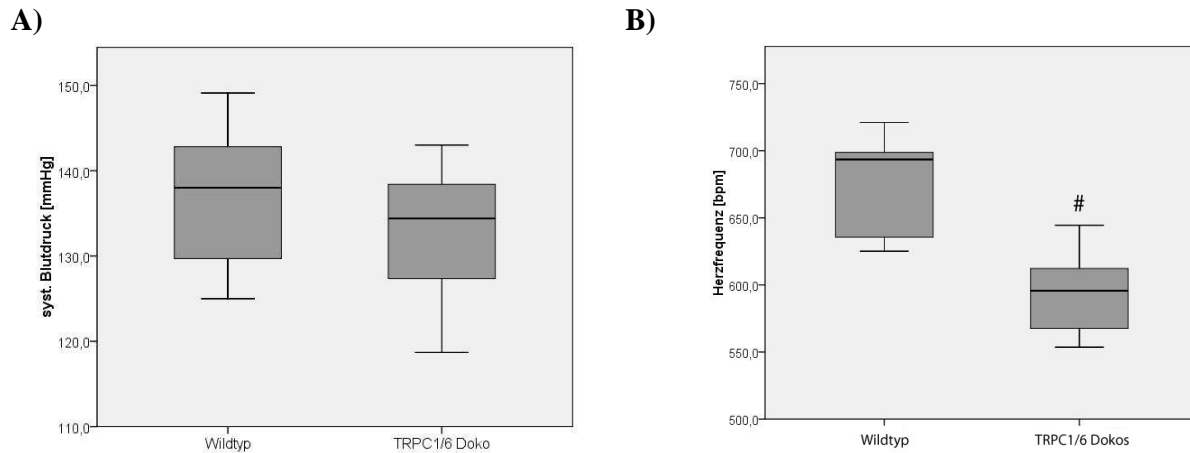 A)
syst. Blutdruck [mmHg]
150,0
140,0
130,0
120,0
110,0
Wildtyp
TRPC1/6 Doko
B)
Herzfrequenz [bpm]
750,0
700,0
650,0
600,0
550,0
500,0
#
Wildtyp
TRPC1/6 Dokos